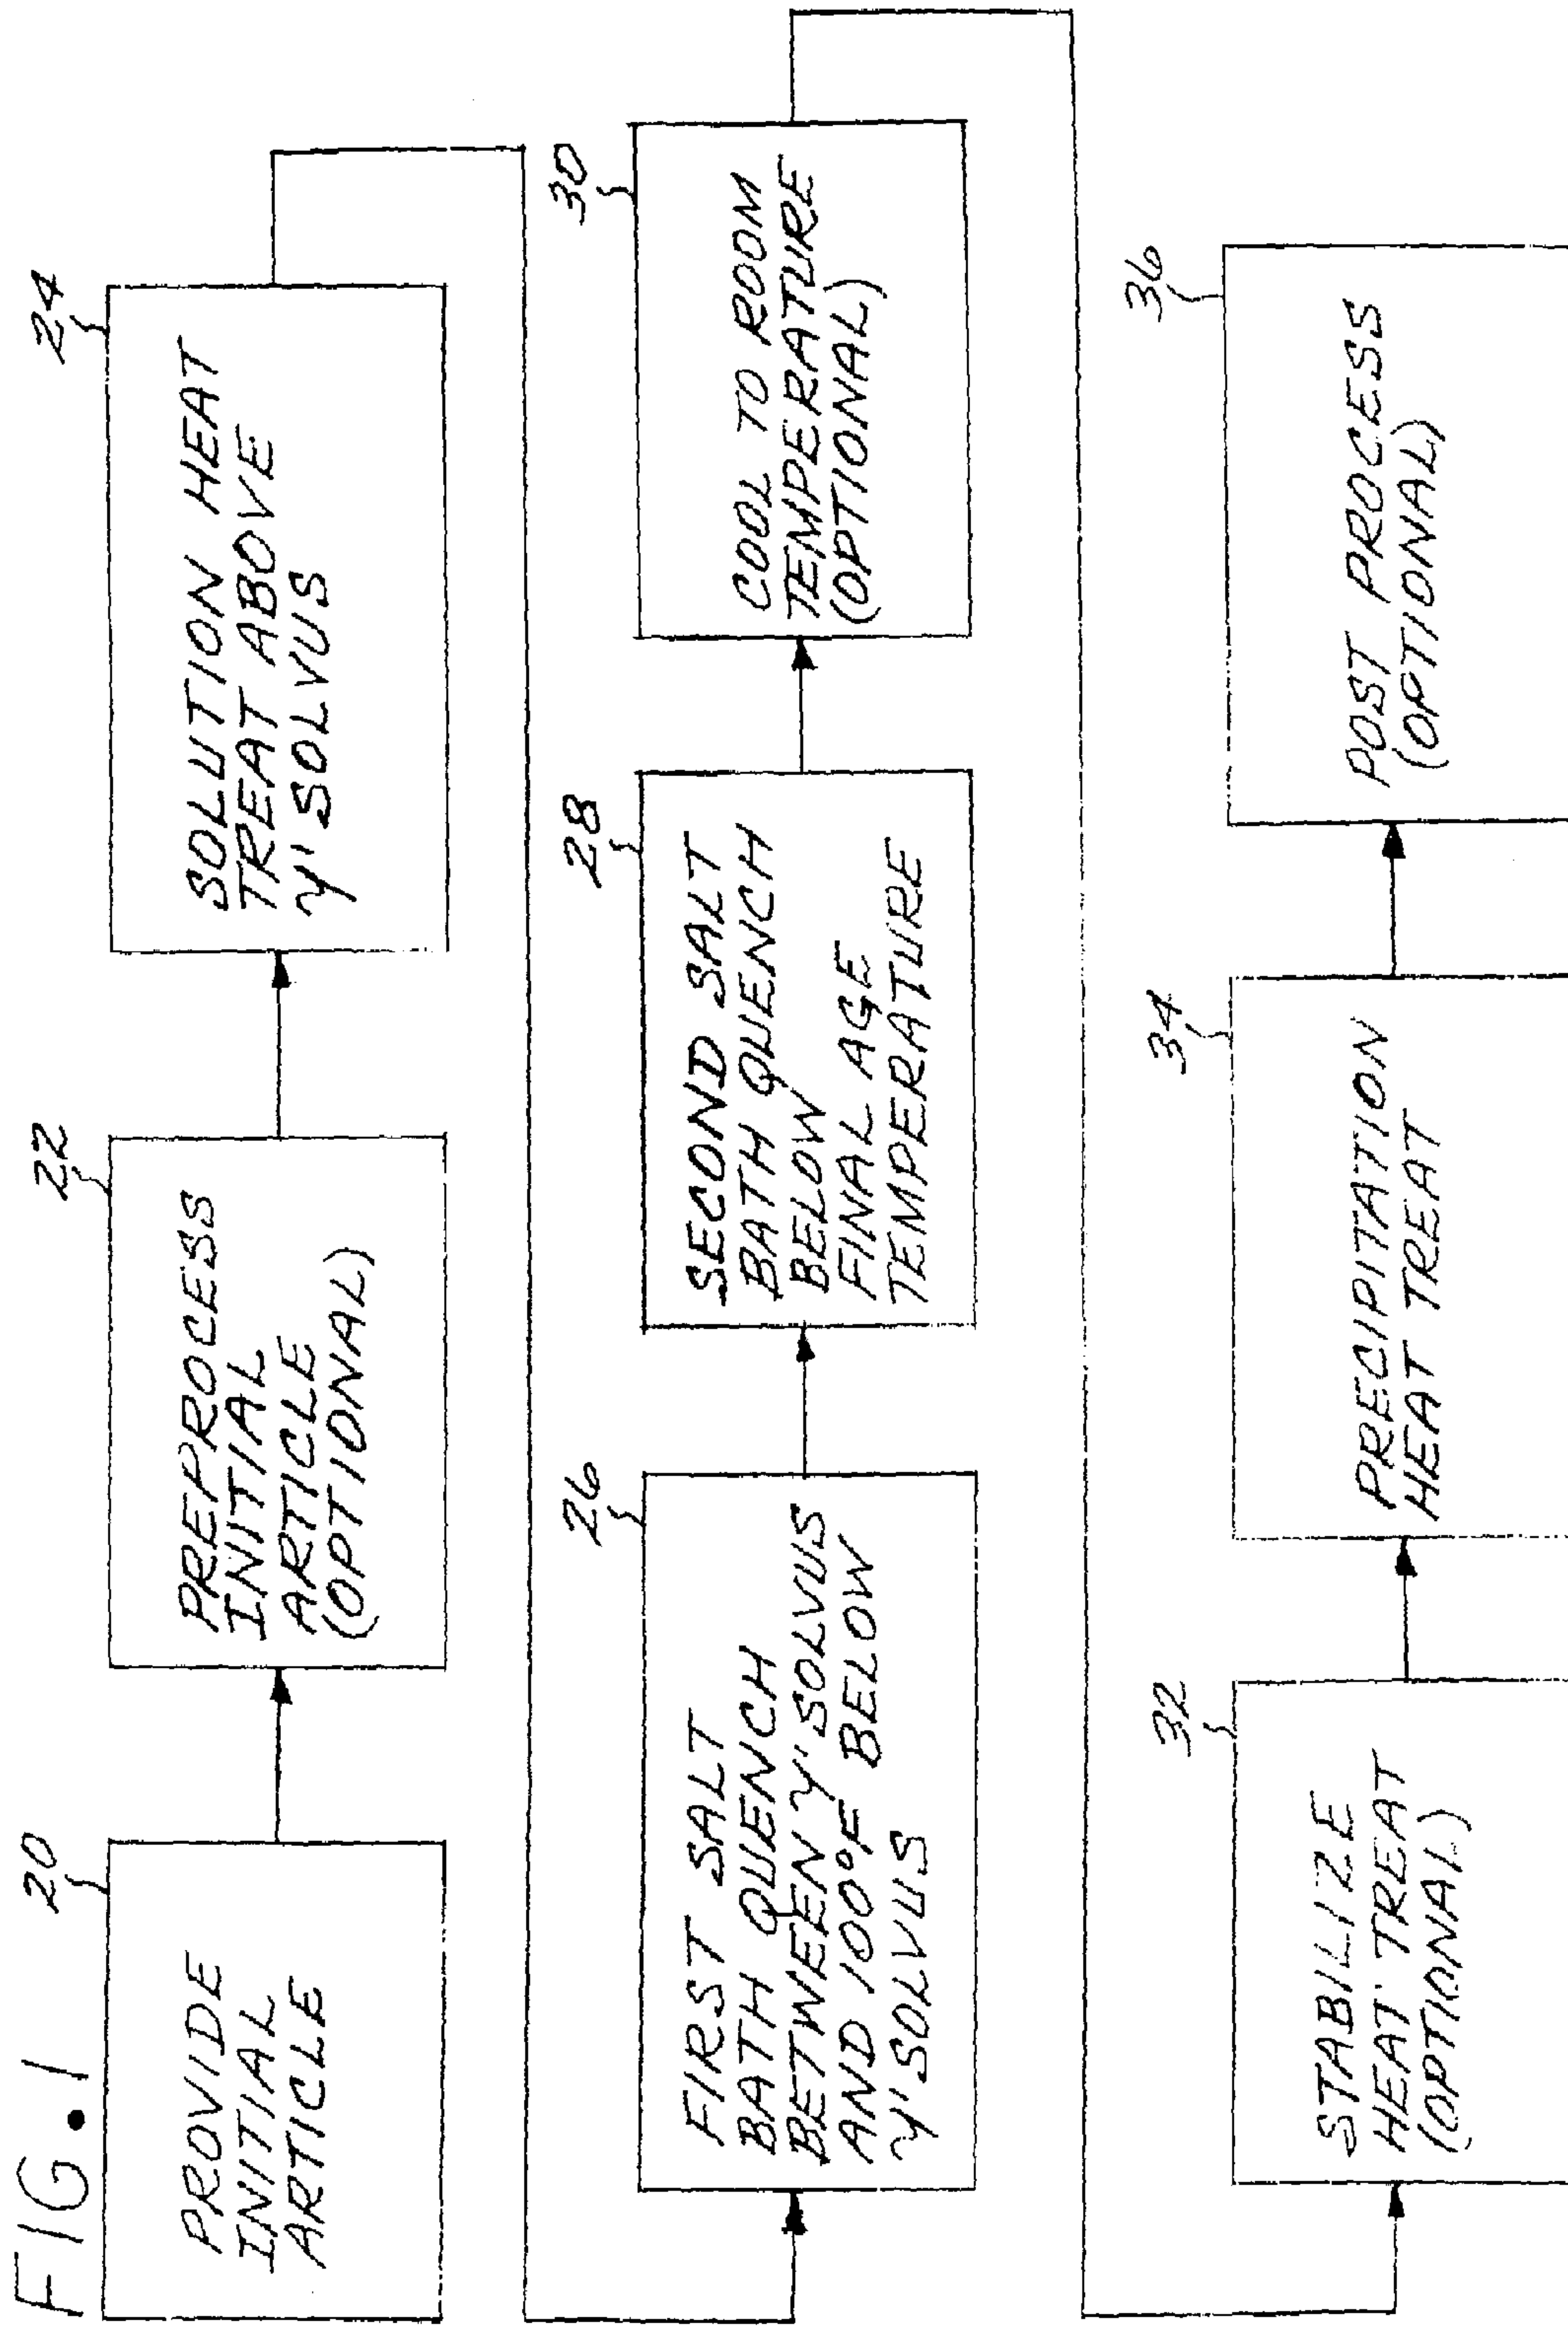 FIG. 1
20
PROVIDE
INITIAL
ARTICLE
22
PREPROCESS
INITIAL
ARTICLE
(OPTIONAL)
24
SOLUTION HEAT
TREAT ABOVE
γ' SOLVUS
26
FIRST SALT
BATH QUENCH
BETWEEN γ' SOLVUS
AND 100°F BELOW
γ' SOLVUS
28
SECOND SALT
BATH QUENCH
BELOW
FINAL AGE
TEMPERATURE
30
COOL TO ROOM
TEMPERATURE
(OPTIONAL)
32
STABILIZE
HEAT TREAT
(OPTIONAL)
34
PRECIPITATION
HEAT TREAT
36
POST PROCESS
(OPTIONAL)